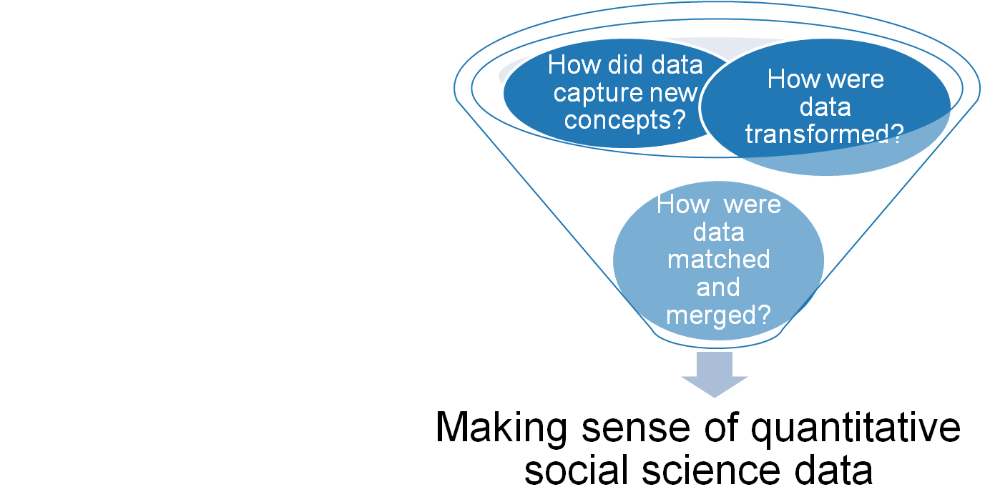 How did data
capture new
concepts?
How were
data
transformed?
How  were
data
matched
and
merged?
Making sense of quantitative
social science data